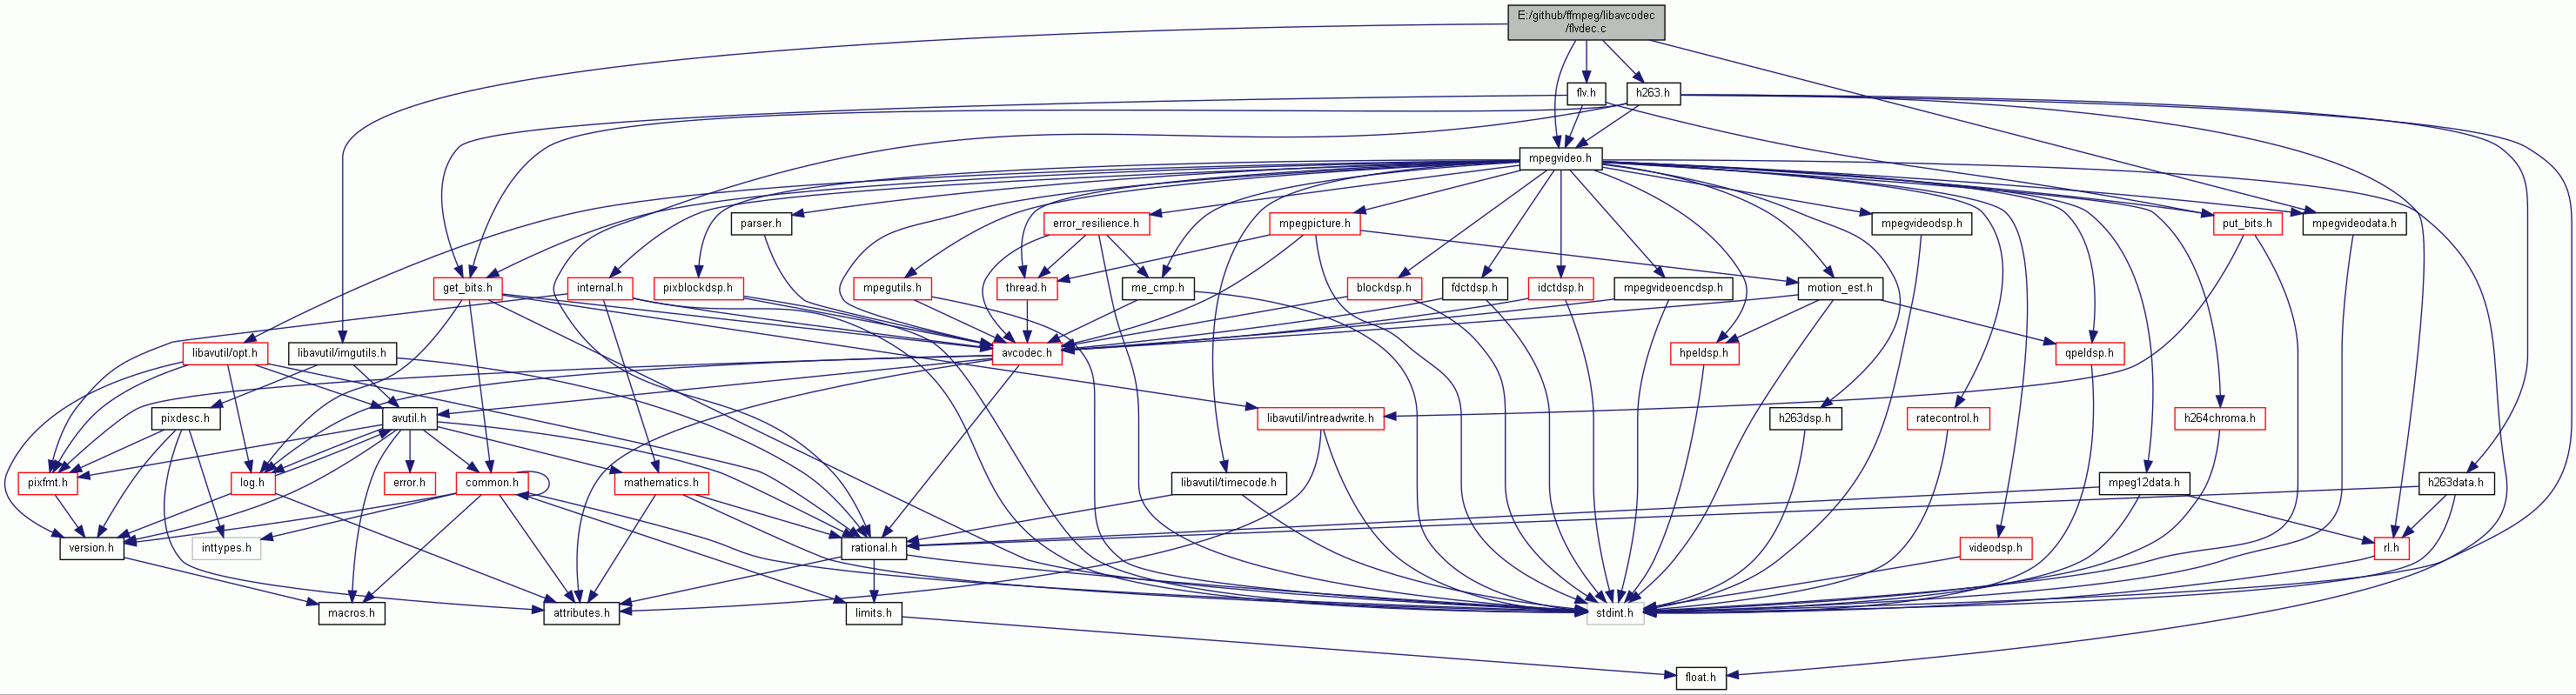 E:/github/ffmpeg/libavcodec
/flvdec.c
flv.h
h263.h
mpegvideo.h
parser.h
error_resilience.h
mpegpicture.h
mpegvideodsp.h
put_bits.h
mpegvideodata.h
get_bits.h
internal.h
pixblockdsp.h
mpegutils.h
thread.h
me_cmp.h
blockdsp.h
fdctdsp.h
idctdsp.h
mpegvideoencdsp.h
motion_est.h
libavutil/opt.h
libavutil/imgutils.h
avcodec.h
hpeldsp.h
qpeldsp.h
pixdesc.h
avutil.h
libavutil/intreadwrite.h
h263dsp.h
ratecontrol.h
h264chroma.h
pixfmt.h
log.h
error.h
common.h
mathematics.h
libavutil/timecode.h
mpeg12data.h
h263data.h
version.h
inttypes.h
rational.h
videodsp.h
rl.h
macros.h
attributes.h
limits.h
stdint.h
float.h